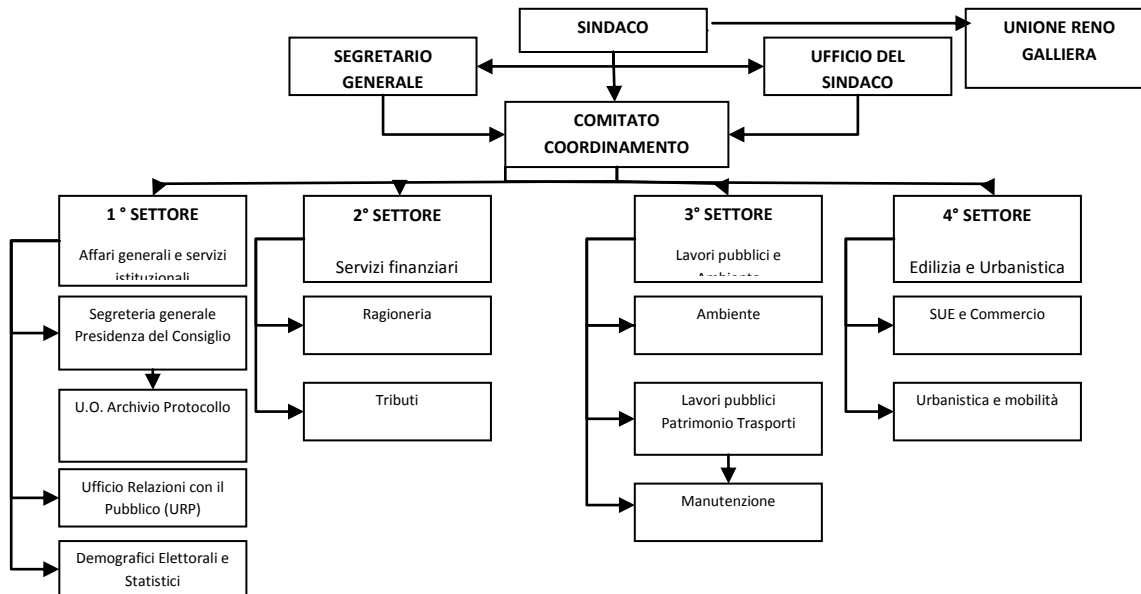 SINDACO
UNIONE RENO
GALLIERA
SEGRETARIO
GENERALE
UFFICIO DEL
SINDACO
COMITATO
COORDINAMENTO
1 ° SETTORE
Affari generali e servizi
istituzionali
Segreteria generale
Presidenza del Consiglio
U.O. Archivio Protocollo
Ufficio Relazioni con il
Pubblico (URP)
Demografici Elettorali e
Statistici
2° SETTORE
Servizi finanziari
Ragioneria
Tributi
3° SETTORE
Lavori pubblici e
Ambiente
Ambiente
Lavori pubblici
Patrimonio Trasporti
Manutenzione
4° SETTORE
Edilizia e Urbanistica
SUE e Commercio
Urbanistica e mobilità